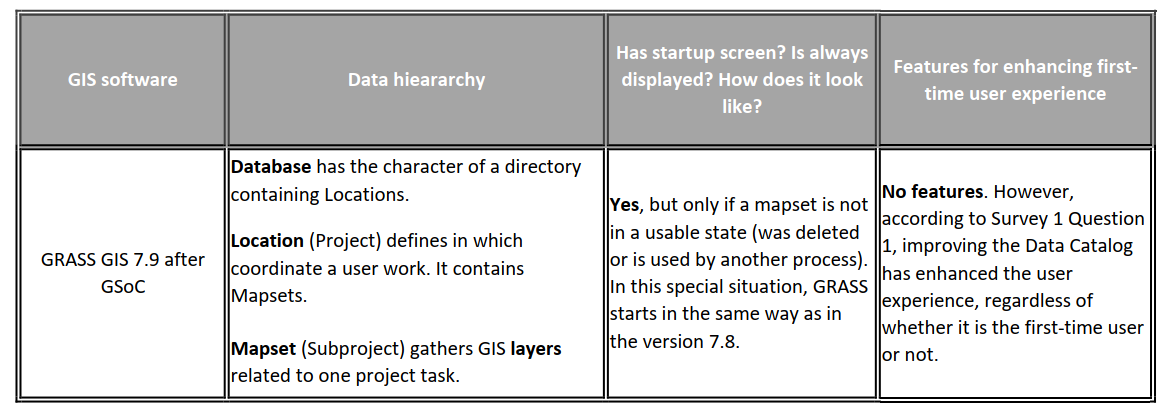 GIS software
Data hieararchy
Has startup screen? Is always
displayed? How does it look
like?
Features for enhancing first-
time user experience
GRASS GIS 7.9 after
GSoC
Database has the character of a directory
containing Locations.
Location (Project) defines in which
coordinate a user work. It contains
Mapsets.
Mapset (Subproject) gathers GIS layers
related to one project task.
Yes, but only if a mapset is not
in a usable state (was deleted
or is used by another process).
In this special situation, GRASS
starts in the same way as in
the version 7.8.
No features. However,
according to Survey 1 Question
1, improving the Data Catalog
has enhanced the user
experience, regardless of
whether it is the first-time user
or not.